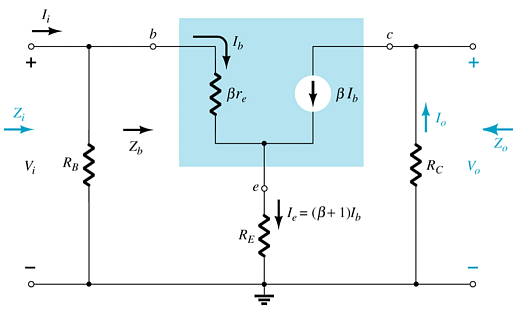 I_i
b
c
I_b
+
+
βr_e
βI_b
Z_i
I_o
Z_b
Z_o
V_i
R_B
R_C
V_o
e
I_e = (β + 1)I_b
R_E
−
−